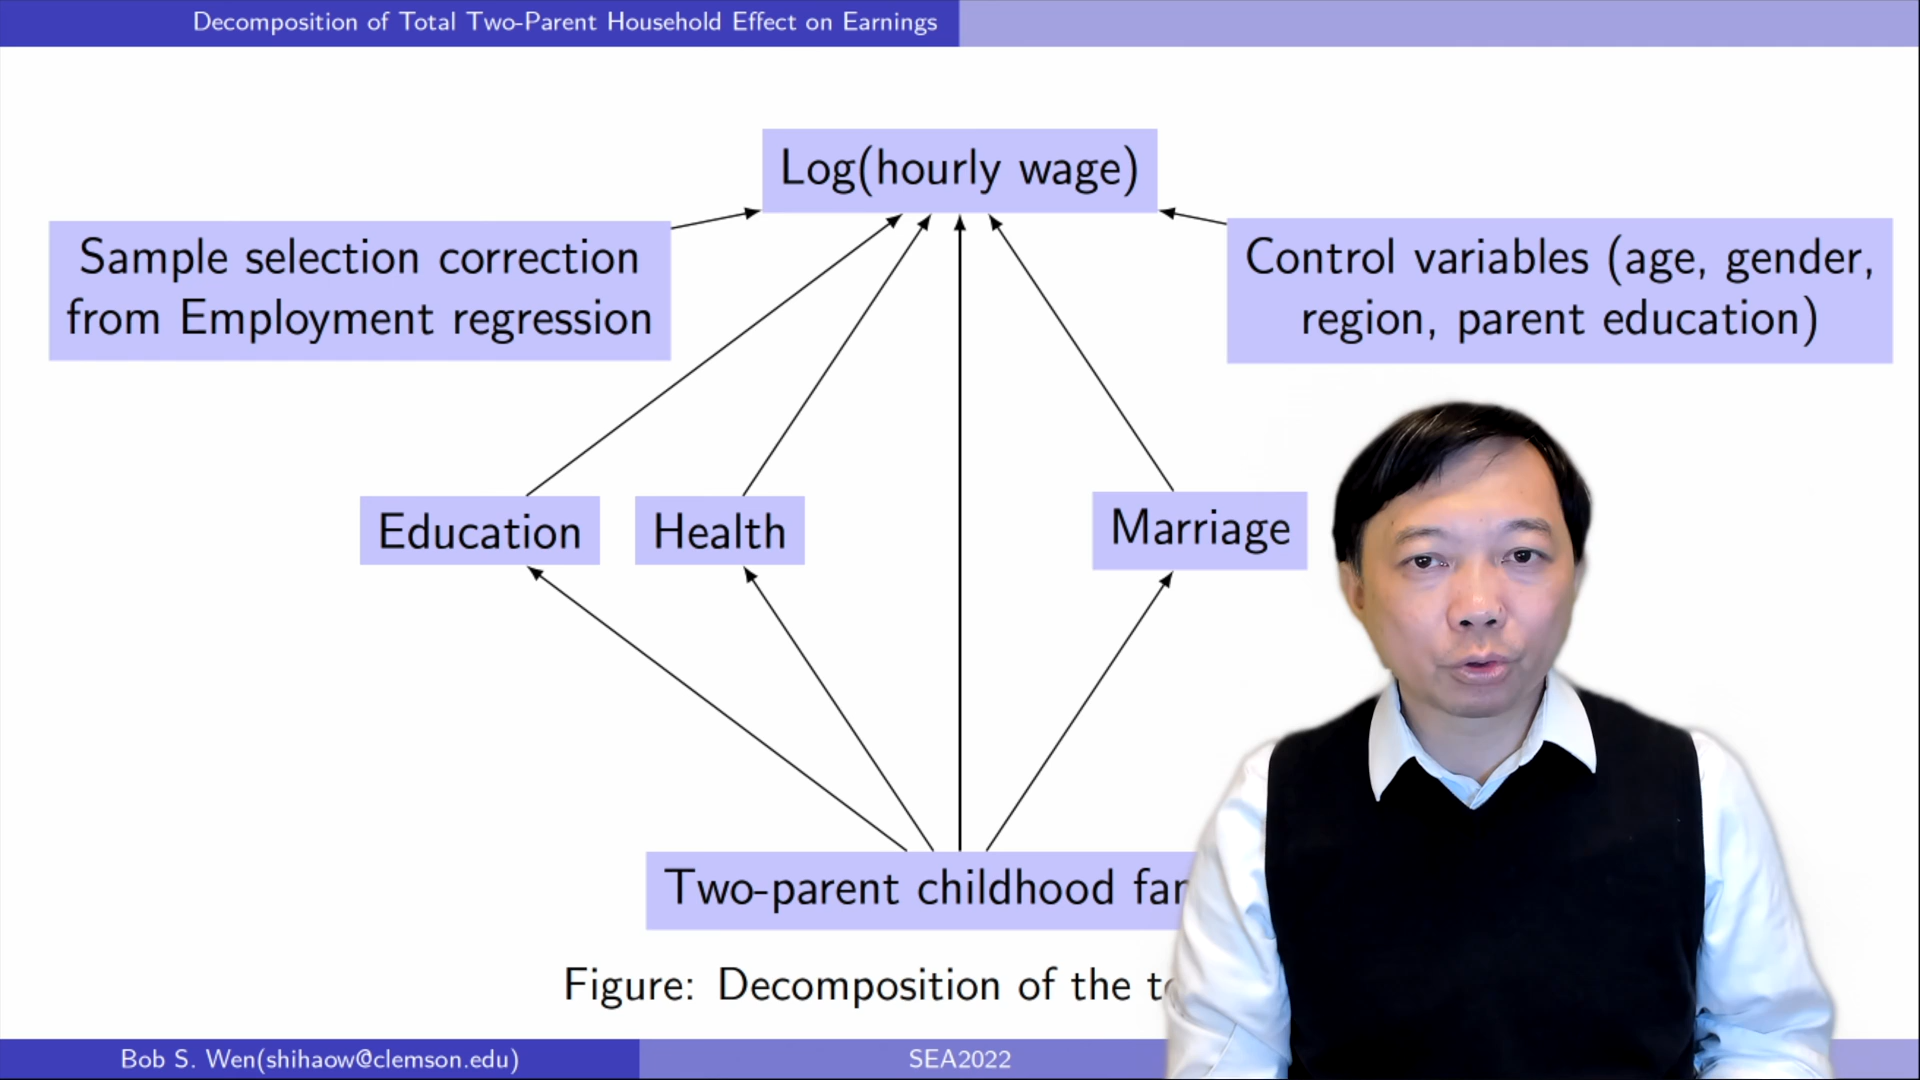 Decomposition of Total Two-Parent Household Effect on Earnings
Log(hourly wage)
Sample selection correction
from Employment regression
Control variables (age, gender,
region, parent education)
Education
Health
Marriage
Two-parent childhood
Figure: Decomposition of the
Bob S. Wen(shihaow@clemson.edu)
SEA2022